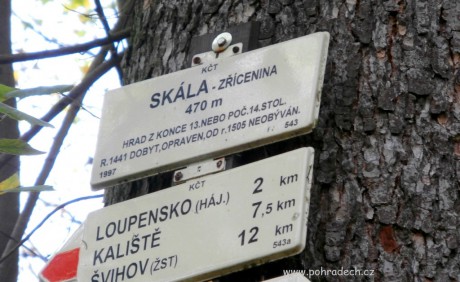 KČT
SKÁLA - ZŘÍCENINA
470 m
HRAD Z KONCE 13.NEBO POČ.14.STOL.
R.1441 DOBYT,OPRAVEN,OD r.1505 NEOBÝVÁN.
1997 543
KČT
LOUPENSKO (HÁJ.) 2 km
KALIŠTĚ 7,5 km
ŠVIHOV (ŽST) 12 km
543a
www.pohradech.cz